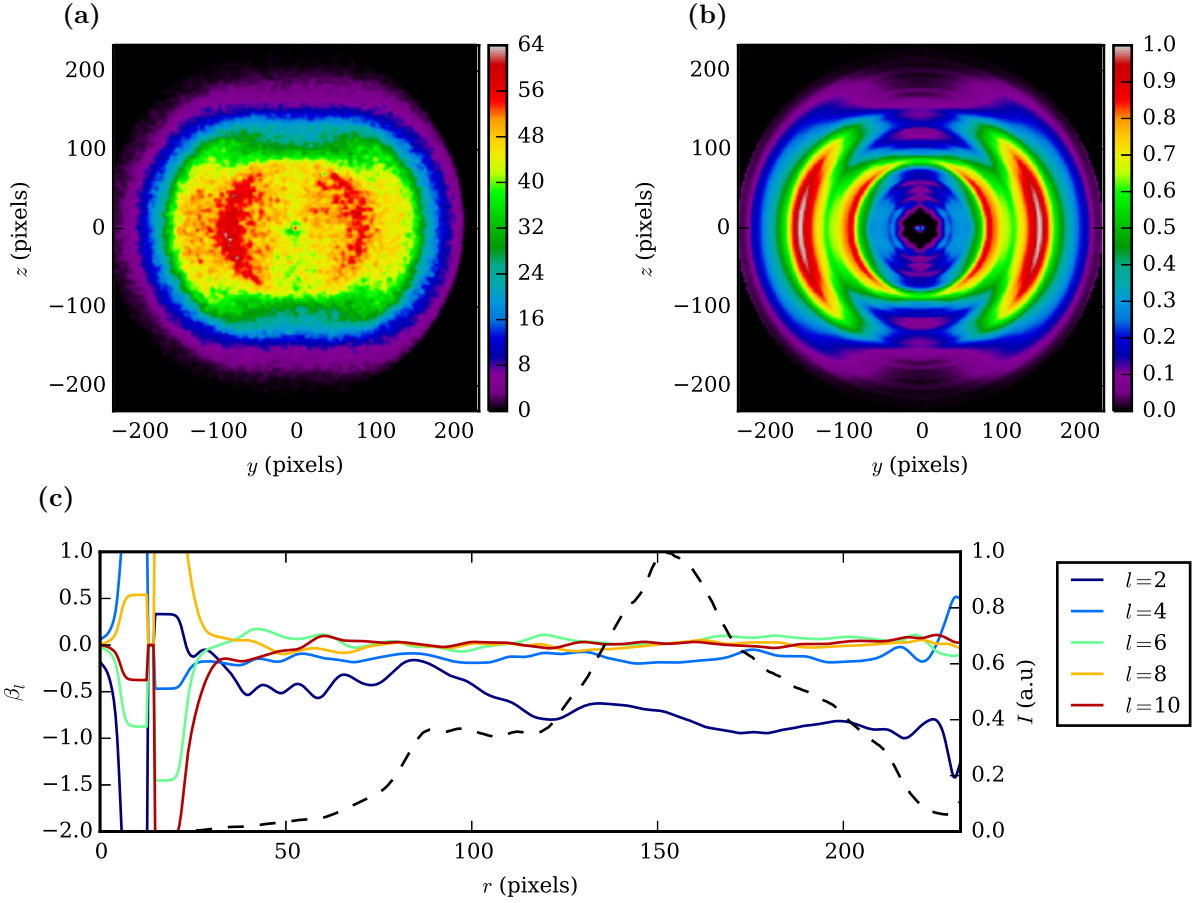 (a)
(b)
200
100
0
−100
−200
−200 −100 0 100 200
y (pixels)
z (pixels)
64
56
48
40
32
24
16
8
0
200
100
0
−100
−200
−200 −100 0 100 200
y (pixels)
z (pixels)
1.0
0.9
0.8
0.7
0.6
0.5
0.4
0.3
0.2
0.1
0.0
(c)
1.0
0.5
0.0
−0.5
−1.0
−1.5
−2.0
βl
0 50 100 150 200
r (pixels)
1.0
0.8
0.6
0.4
0.2
0.0
I (a.u)
l=2
l=4
l=6
l=8
l=10